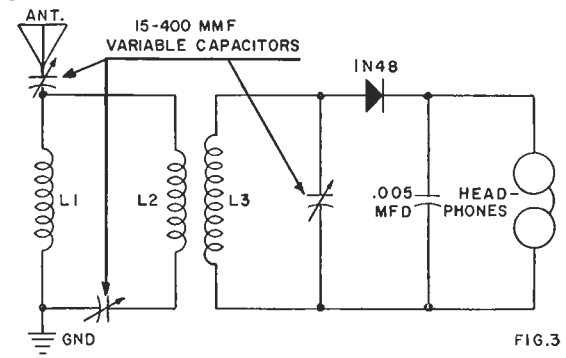 ANT.
15-400 MMF
VARIABLE CAPACITORS
1N48
L1
L2
L3
.005
MFD
HEAD-
PHONES
GND
FIG.3